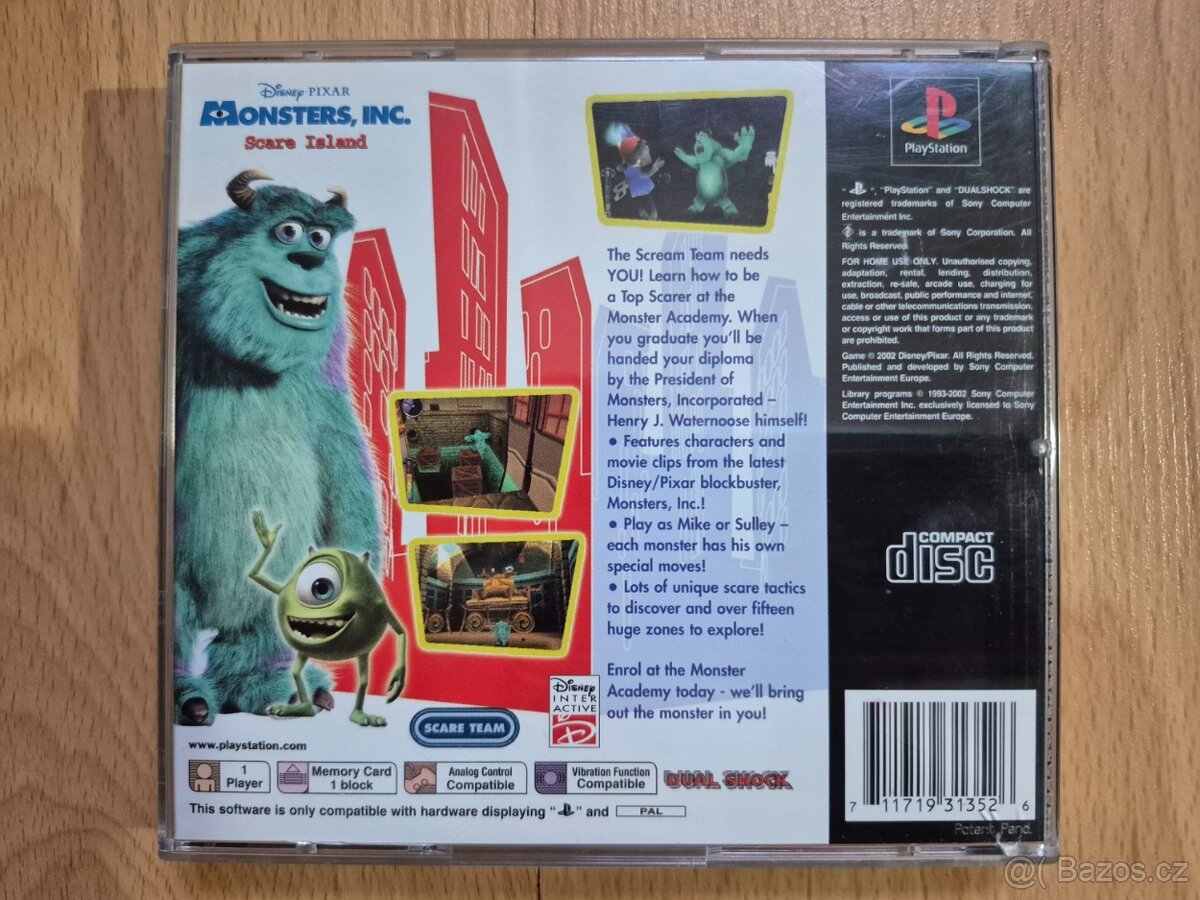 Disney·PIXAR
MONSTERS, INC.
Scare Island
The Scream Team needs
YOU! Learn how to be
a Top Scarer at the
Monster Academy. When
you graduate you'll be
handed your diploma
by the President of
Monsters, Incorporated –
Henry J. Waternoose himself!
• Features characters and
movie clips from the latest
Disney/Pixar blockbuster,
Monsters, Inc.!
• Play as Mike or Sulley –
each monster has his own
special moves!
• Lots of unique scare tactics
to discover and over fifteen
huge zones to explore!
Enrol at the Monster
Academy today - we'll bring
out the monster in you!
Disney
INTER
ACTIVE
SCARE TEAM
www.playstation.com
1
Player
Memory Card
1 block
Analog Control
Compatible
Vibration Function
Compatible
DUAL SHOCK
This software is only compatible with hardware displaying " " and PAL
PlayStation
" ", "PlayStation" and "DUALSHOCK" are
registered trademarks of Sony Computer
Entertainment Inc.
is a trademark of Sony Corporation. All
Rights Reserved.
FOR HOME USE ONLY. Unauthorised copying,
adaptation, rental, lending, distribution,
extraction, re-sale, arcade use, charging for
use, broadcast, public performance and internet,
cable or other telecommunications transmission,
access or use of this product or any trademark
or copyright work that forms part of this product
are prohibited.
Game © 2002 Disney/Pixar. All Rights Reserved.
Published and developed by Sony Computer
Entertainment Europe.
Library programs © 1993-2002 Sony Computer
Entertainment Inc. exclusively licensed to Sony
Computer Entertainment Europe.
COMPACT
disc
7 11719 31352 6
Patent Pend.
@( Bazos.cz